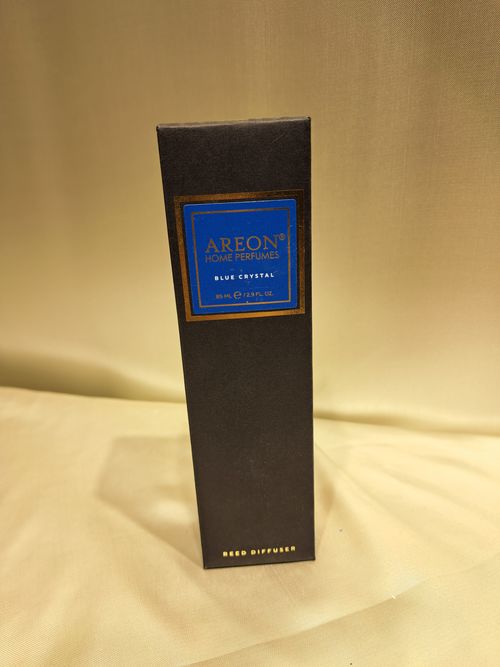 AREON®
HOME PERFUMES
BLUE CRYSTAL
85 ML ℮ / 2.9 FL. OZ.
REED DIFFUSER